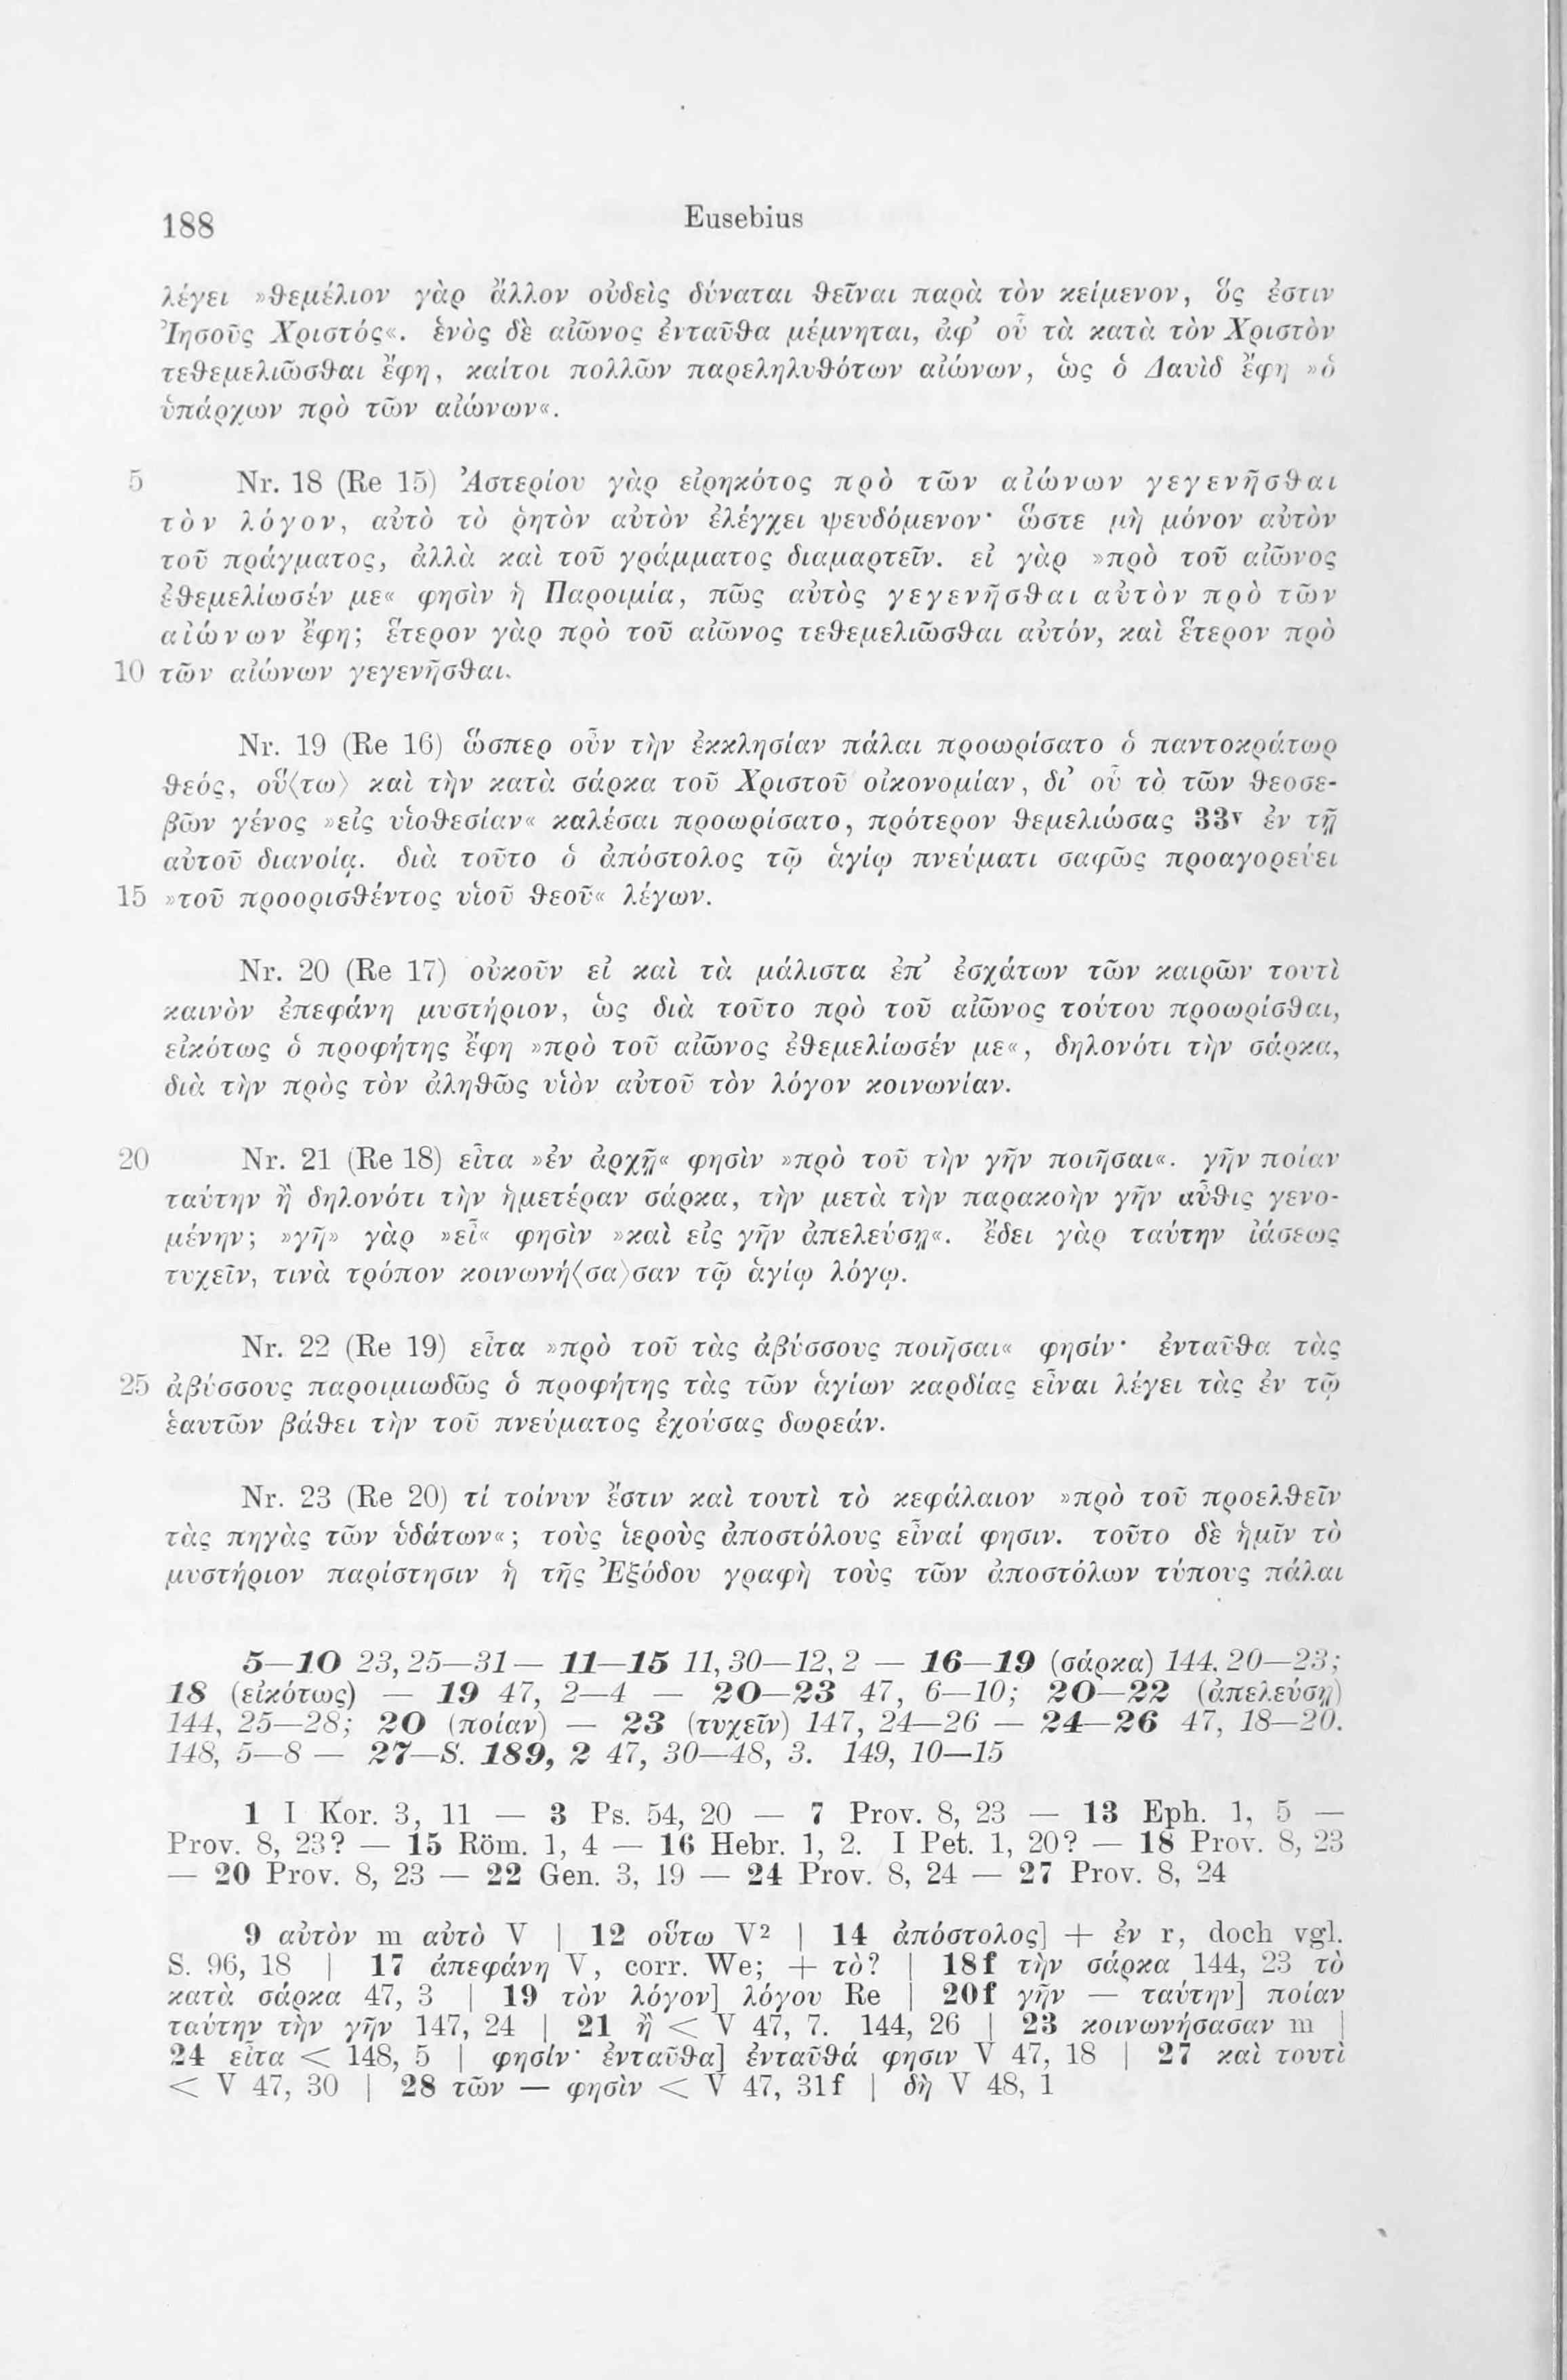 188
Eusebius
λέγει »θεμέλιον γὰρ ἄλλον οὐδεὶς δύναται θεῖναι παρὰ τὸν κείμενον, ὅς ἐστιν
Ἰησοῦς Χριστός«. ἑνὸς δὲ αἰῶνος ἐνταῦθα μέμνηται, ἀφ’ οὗ τὰ κατὰ τὸν Χριστὸν
τεθεμελιῶσθαι ἔφη, καίτοι πολλῶν παρεληλυθότων αἰώνων, ὡς ὁ Δαυὶδ ἔφη »ὁ
ὑπάρχων πρὸ τῶν αἰώνων«.
5 Nr. 18 (Re 15) Ἀστερίου γὰρ εἰρηκότος πρὸ τῶν αἰώνων γεγενῆσθαι
τὸν λόγον, αὐτὸ τὸ ῥητὸν αὐτὸν ἐλέγχει ψευδόμενον· ὥστε μὴ μόνον αὐτὸν
τοῦ πράγματος, ἀλλὰ καὶ τοῦ γράμματος διαμαρτεῖν. εἰ γὰρ »πρὸ τοῦ αἰῶνος
ἐθεμελίωσέν με« φησὶν ἡ Παροιμία, πῶς αὐτὸς γεγενῆσθαι αὐτὸν πρὸ τῶν
αἰώνων ἔφη; ἕτερον γὰρ πρὸ τοῦ αἰῶνος τεθεμελιῶσθαι αὐτόν, καὶ ἕτερον πρὸ
10 τῶν αἰώνων γεγενῆσθαι.
Nr. 19 (Re 16) ὥσπερ οὖν τὴν ἐκκλησίαν πάλαι προωρίσατο ὁ παντοκράτωρ
θεός, οὕ⟨τω⟩ καὶ τὴν κατὰ σάρκα τοῦ Χριστοῦ οἰκονομίαν, δι’ οὗ τὸ τῶν θεοσε-
βῶν γένος »εἰς υἱοθεσίαν« καλέσαι προωρίσατο, πρότερον θεμελιώσας 33ᵛ ἐν τῇ
αὐτοῦ διανοίᾳ. διὰ τοῦτο ὁ ἀπόστολος τῷ ἁγίῳ πνεύματι σαφῶς προαγορεύει
15 »τοῦ προορισθέντος υἱοῦ θεοῦ« λέγων.
Nr. 20 (Re 17) οὐκοῦν εἰ καὶ τὰ μάλιστα ἐπ’ ἐσχάτων τῶν καιρῶν τουτὶ
καινὸν ἐπεφάνη μυστήριον, ὡς διὰ τοῦτο πρὸ τοῦ αἰῶνος τούτου προωρίσθαι,
εἰκότως ὁ προφήτης ἔφη »πρὸ τοῦ αἰῶνος ἐθεμελίωσέν με«, δηλονότι τὴν σάρκα,
διὰ τὴν πρὸς τὸν ἀληθῶς υἱὸν αὐτοῦ τὸν λόγον κοινωνίαν.
20 Nr. 21 (Re 18) εἶτα »ἐν ἀρχῇ« φησὶν »πρὸ τοῦ τὴν γῆν ποιῆσαι«. γῆν ποίαν
ταύτην ἢ δηλονότι τὴν ἡμετέραν σάρκα, τὴν μετὰ τὴν παρακοὴν γῆν αὖθις γενο-
μένην; »γῆ» γὰρ »εἶ« φησὶν »καὶ εἰς γῆν ἀπελεύσῃ«. ἔδει γὰρ ταύτην ἰάσεως
τυχεῖν, τινὰ τρόπον κοινωνή⟨σα⟩σαν τῷ ἁγίῳ λόγῳ.
Nr. 22 (Re 19) εἶτα »πρὸ τοῦ τὰς ἀβύσσους ποιῆσαι« φησίν· ἐνταῦθα τὰς
25 ἀβύσσους παροιμιωδῶς ὁ προφήτης τὰς τῶν ἁγίων καρδίας εἶναι λέγει τὰς ἐν τῷ
ἑαυτῶν βάθει τὴν τοῦ πνεύματος ἐχούσας δωρεάν.
Nr. 23 (Re 20) τί τοίνυν ἔστιν καὶ τουτὶ τὸ κεφάλαιον »πρὸ τοῦ προελθεῖν
τὰς πηγὰς τῶν ὑδάτων«; τοὺς ἱεροὺς ἀποστόλους εἶναί φησιν. τοῦτο δὲ ἡμῖν τὸ
μυστήριον παρίστησιν ἡ τῆς Ἐξόδου γραφὴ τοὺς τῶν ἀποστόλων τύπους πάλαι
5—10 23, 25—31 — 11—15 11, 30—12, 2 — 16—19 (σάρκα) 144, 20—23;
18 (εἰκότως) — 19 47, 2—4 — 20—23 47, 6—10; 20—22 (ἀπελεύσῃ)
144, 25—28; 20 (ποίαν) — 23 (τυχεῖν) 147, 24—26 — 24—26 47, 18—20.
148, 5—8 — 27—S. 189, 2 47, 30—48, 3. 149, 10—15
1 I Kor. 3, 11 — 3 Ps. 54, 20 — 7 Prov. 8, 23 — 13 Eph. 1, 5 —
Prov. 8, 23? — 15 Röm. 1, 4 — 16 Hebr. 1, 2. I Pet. 1, 20? — 18 Prov. 8, 23
— 20 Prov. 8, 23 — 22 Gen. 3, 19 — 24 Prov. 8, 24 — 27 Prov. 8, 24
9 αὐτὸν m αὐτὸ V | 12 οὕτω V² | 14 ἀπόστολος] + ἐν r, doch vgl.
S. 96, 18 | 17 ἀπεφάνη V, corr. We; + τὸ? | 18f τὴν σάρκα 144, 23 τὸ
κατὰ σάρκα 47, 3 | 19 τὸν λόγον] λόγου Re | 20f γῆν — ταύτην] ποίαν
ταύτην τὴν γῆν 147, 24 | 21 ἢ < V 47, 7. 144, 26 | 23 κοινωνήσασαν m |
24 εἶτα < 148, 5 | φησίν· ἐνταῦθα] ἐνταῦθά φησιν V 47, 18 | 27 καὶ τουτὶ
< V 47, 30 | 28 τῶν — φησὶν < V 47, 31f | δὴ V 48, 1